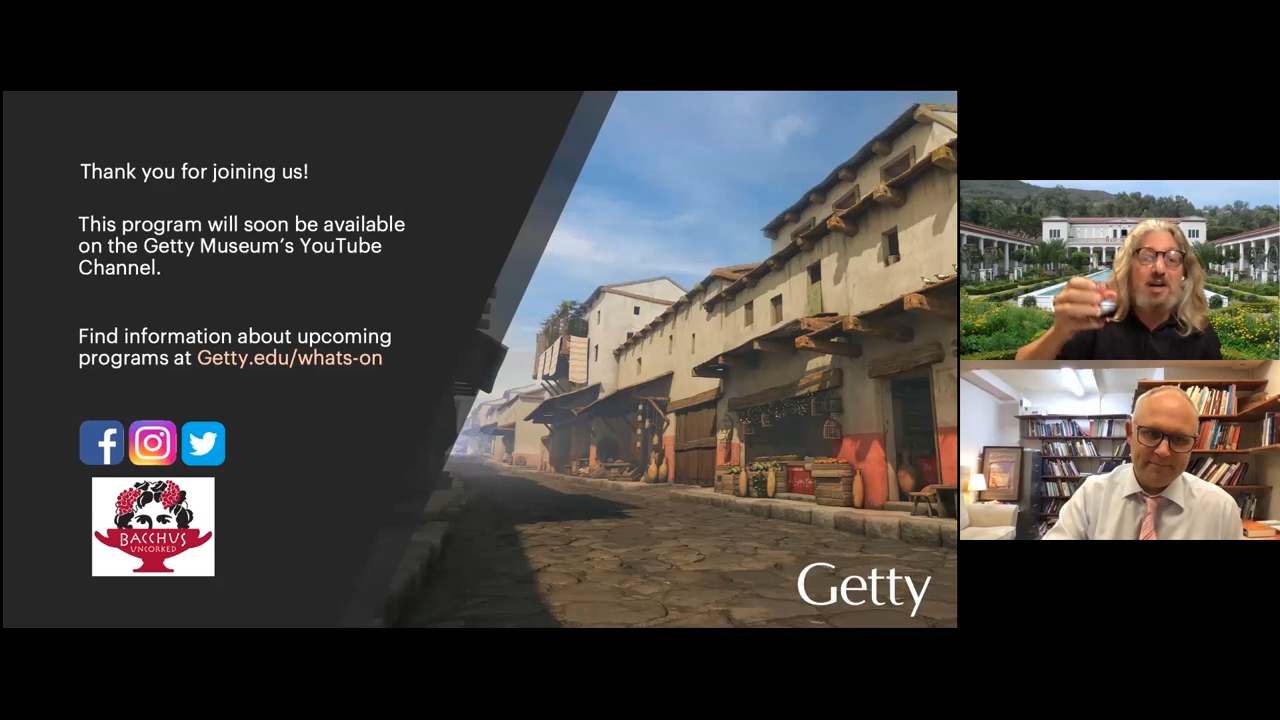 Thank you for joining us!
This program will soon be available
on the Getty Museum’s YouTube
Channel.
Find information about upcoming
programs at Getty.edu/whats-on
BACCHUS
UNCORKED
Getty